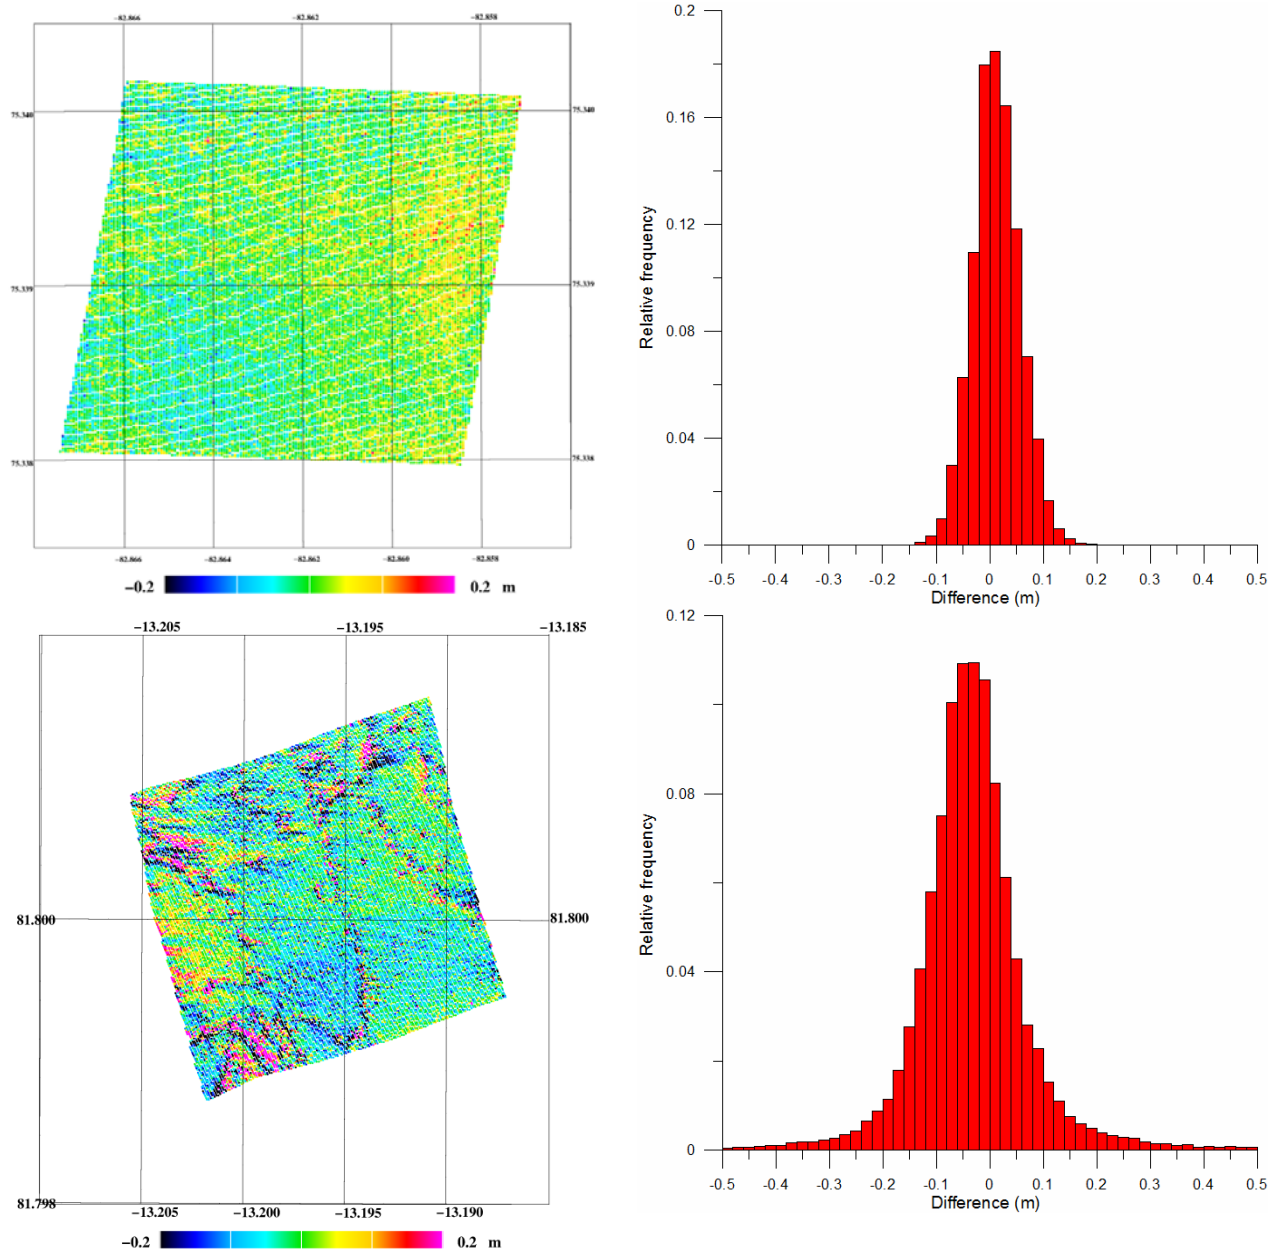 −82.866 −82.862 −82.858
75.340 75.340
75.339 75.339
75.338 75.338
−82.866 −82.864 −82.862 −82.860 −82.858
−0.2 0.2 m
0.2
0.16
0.12
0.08
0.04
0
Relative frequency
-0.5 -0.4 -0.3 -0.2 -0.1 0 0.1 0.2 0.3 0.4 0.5
Difference (m)
−13.205 −13.195 −13.185
81.800 81.800
81.798
−13.205 −13.200 −13.195 −13.190
−0.2 0.2 m
0.12
0.08
0.04
0
Relative frequency
-0.5 -0.4 -0.3 -0.2 -0.1 0 0.1 0.2 0.3 0.4 0.5
Difference (m)